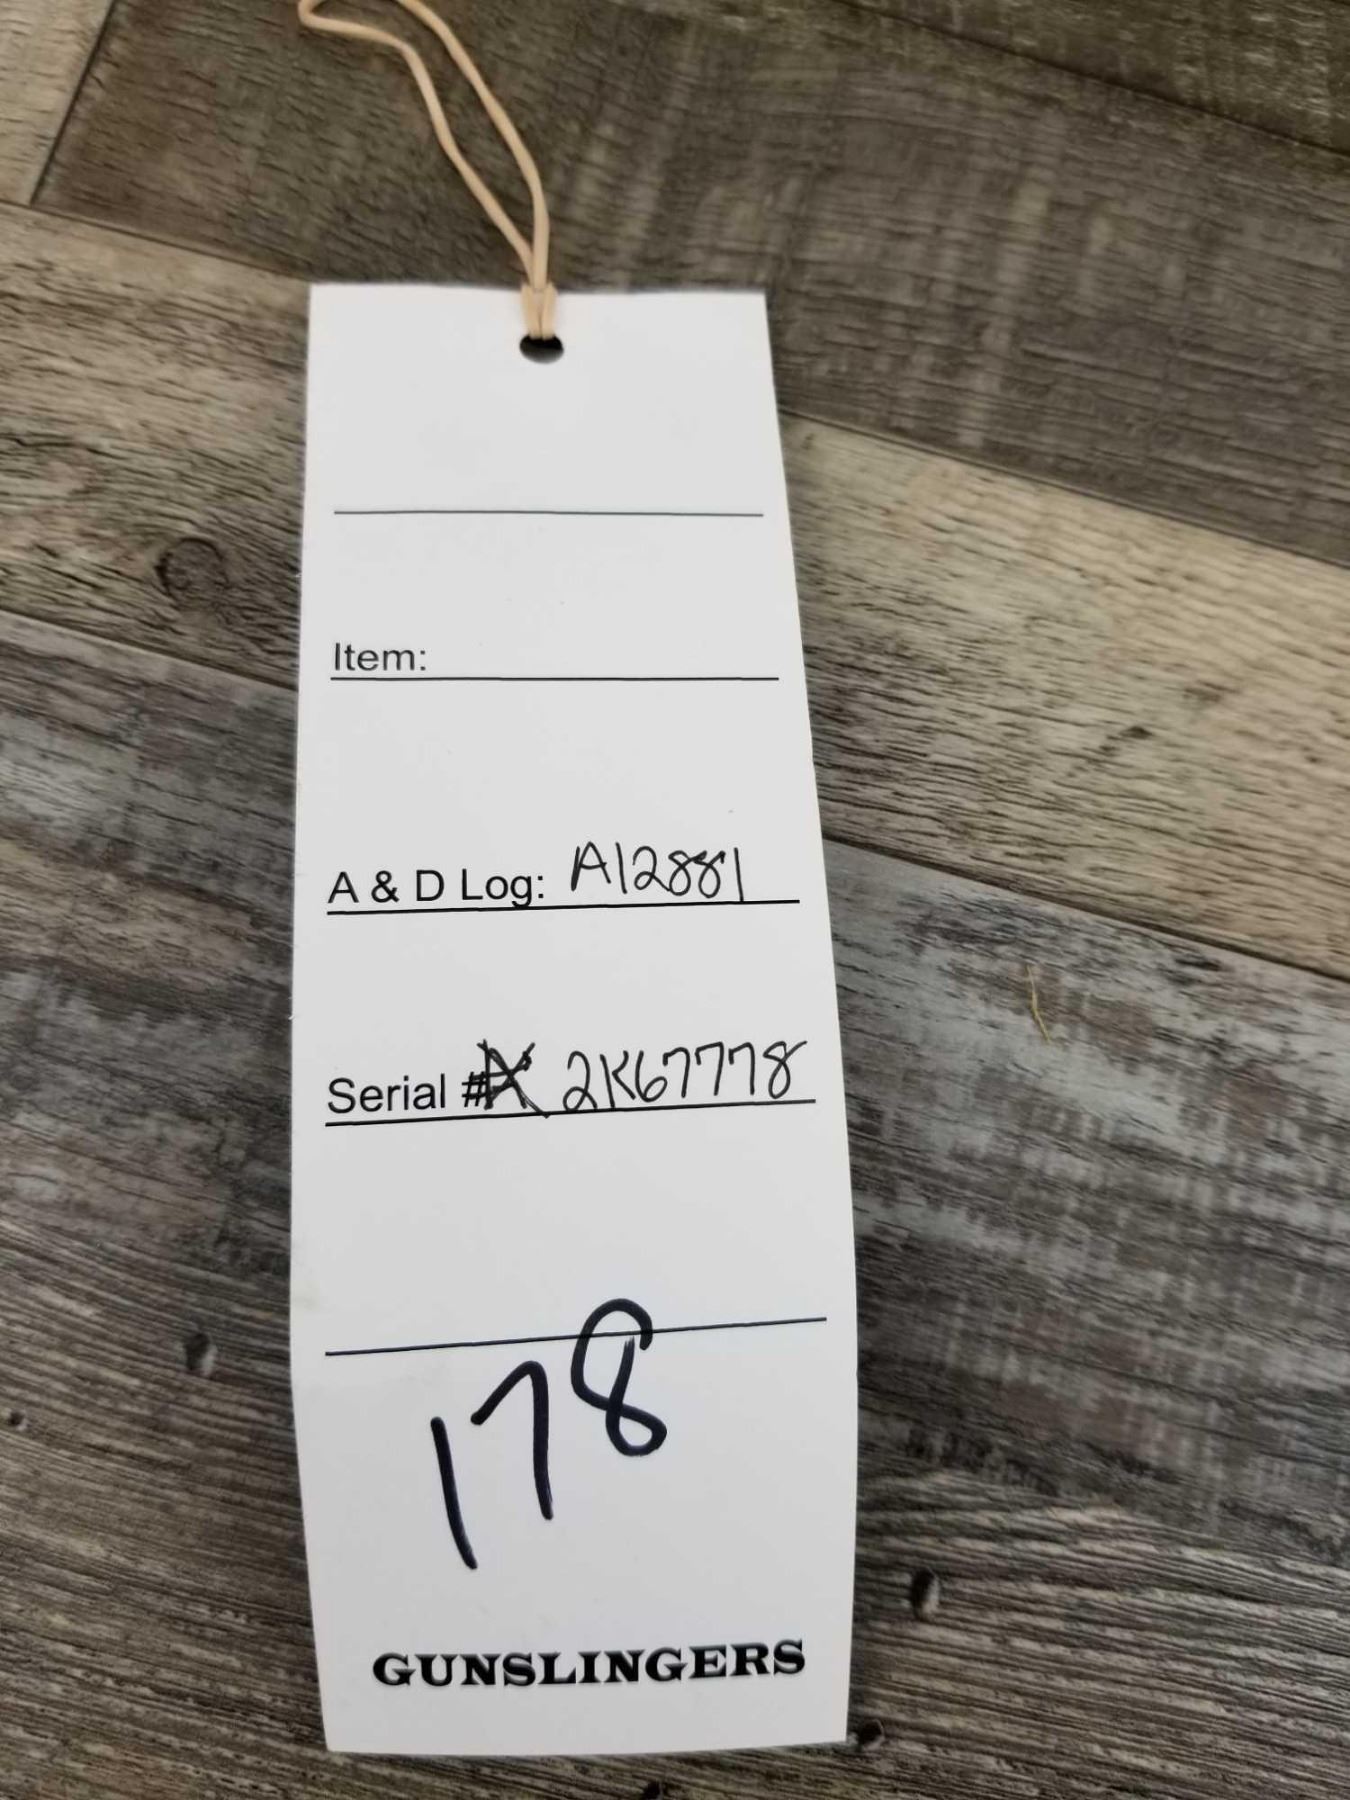 Item:
A & D Log: A12881
Serial # 2K67778
178
GUNSLINGERS